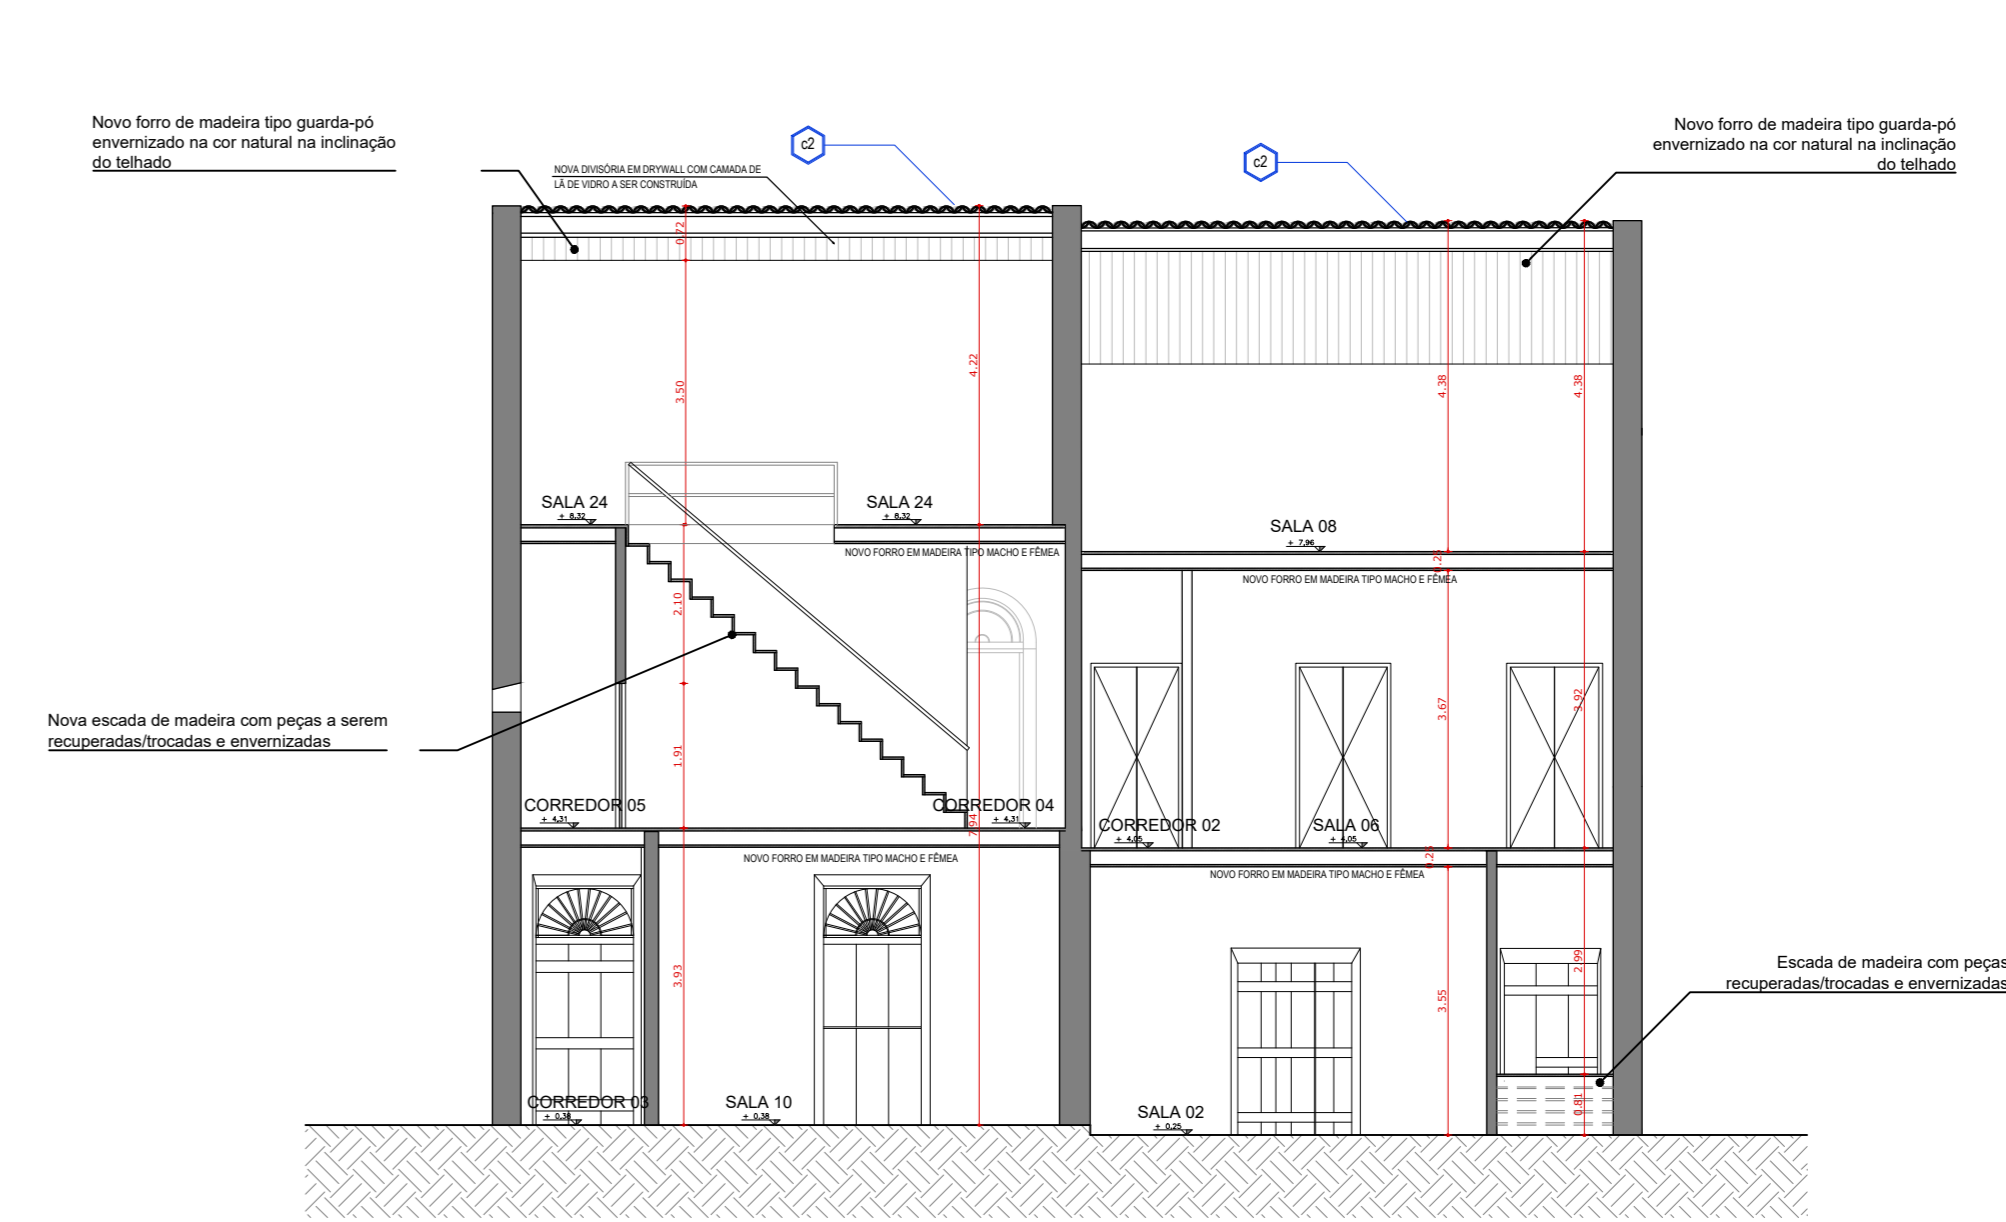 Novo forro de madeira tipo guarda-pó
envernizado na cor natural na inclinação
do telhado
NOVA DIVISÓRIA EM DRYWALL COM CAMADA DE
LÃ DE VIDRO A SER CONSTRUÍDA
c2
c2
Novo forro de madeira tipo guarda-pó
envernizado na cor natural na inclinação
do telhado
0.72
3.50
4.22
4.38
4.38
SALA 24
+ 8,32
SALA 24
+ 8,32
SALA 08
+ 7,96
NOVO FORRO EM MADEIRA TIPO MACHO E FÊMEA
0.25
NOVO FORRO EM MADEIRA TIPO MACHO E FÊMEA
2.10
1.91
3.67
3.92
Nova escada de madeira com peças a serem
recuperadas/trocadas e envernizadas
CORREDOR 05
+ 4,31
CORREDOR 04
+ 4,31
7.94
CORREDOR 02
+ 4,05
SALA 06
+ 4,05
0.25
NOVO FORRO EM MADEIRA TIPO MACHO E FÊMEA
NOVO FORRO EM MADEIRA TIPO MACHO E FÊMEA
3.93
3.55
2.99
0.81
Escada de madeira com peças
recuperadas/trocadas e envernizadas
CORREDOR 03
+ 0,38
SALA 10
+ 0,38
SALA 02
+ 0,25